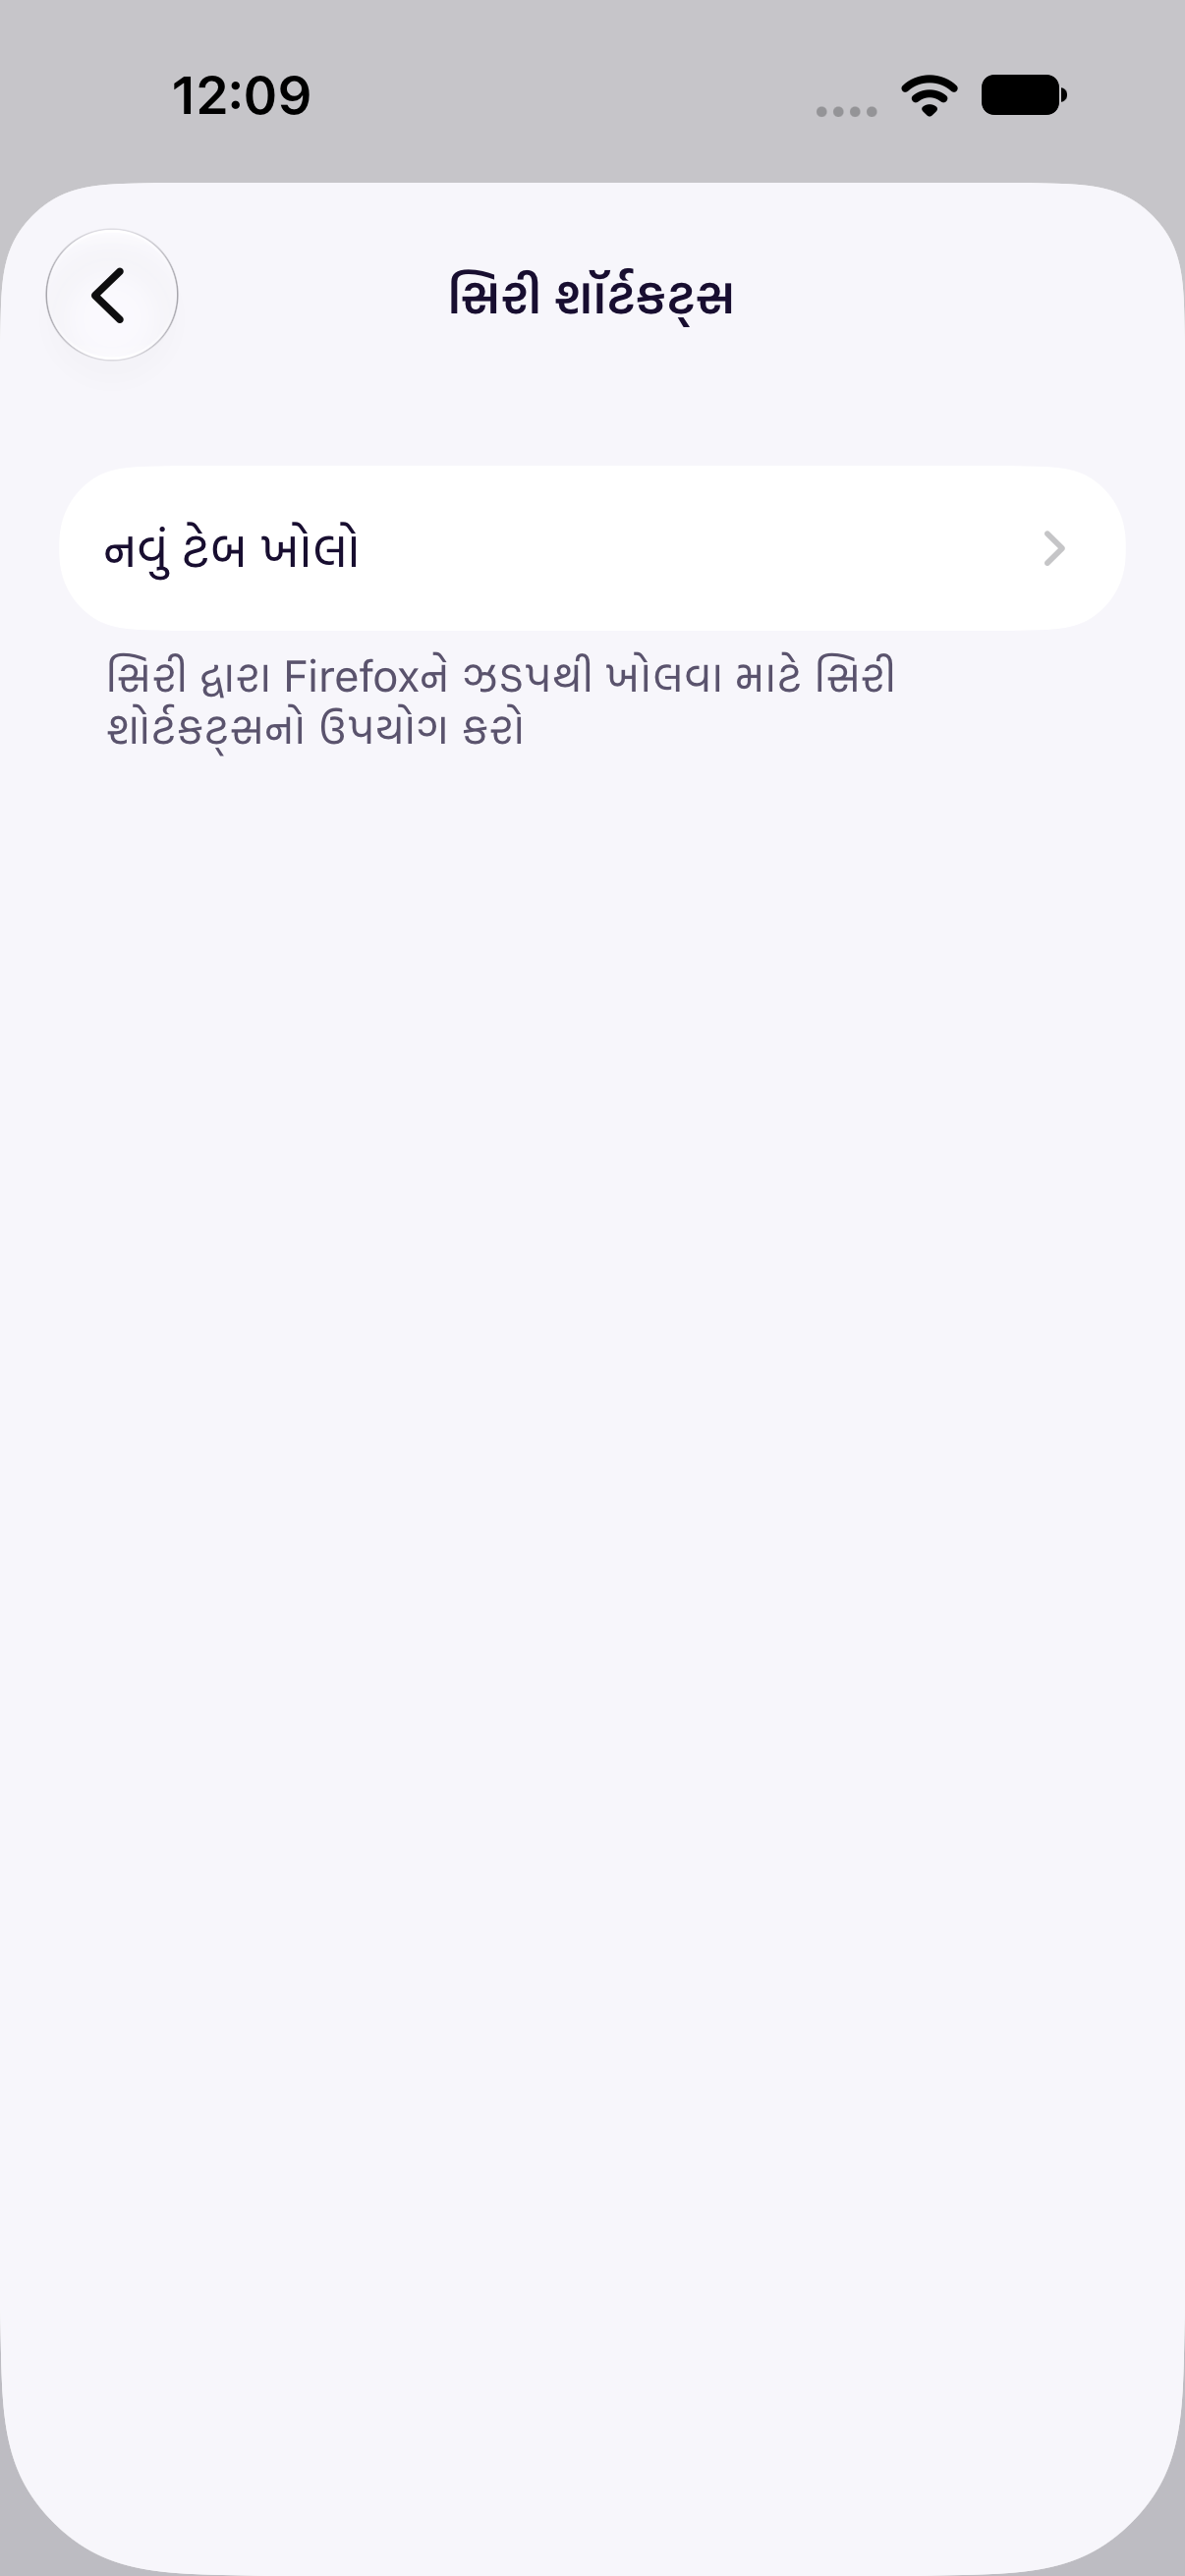 12:09
સિરી શૉર્ટકટ્સ
નવું ટેબ ખોલો
સિરી દ્વારા Firefoxને ઝડપથી ખોલવા માટે સિરી
શોર્ટકટ્સનો ઉપયોગ કરો